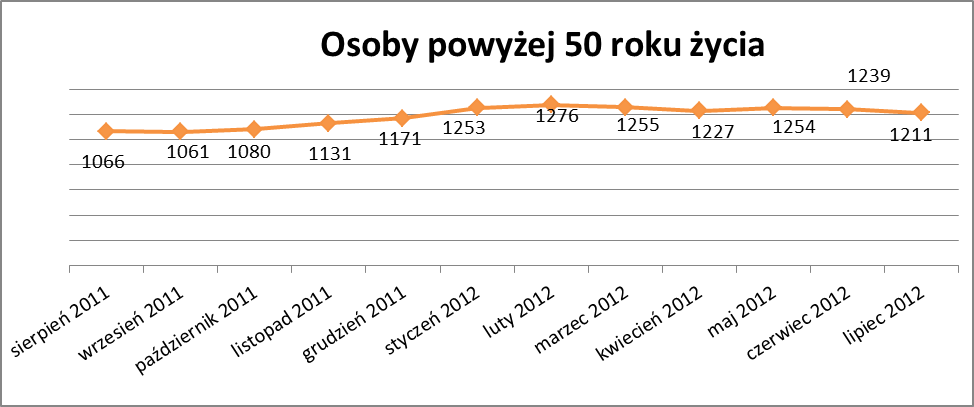 Osoby powyżej 50 roku życia
1239
1066
1061
1080
1131
1171
1253
1276
1255
1227
1254
1211
sierpień 2011
wrzesień 2011
październik 2011
listopad 2011
grudzień 2011
styczeń 2012
luty 2012
marzec 2012
kwiecień 2012
maj 2012
czerwiec 2012
lipiec 2012